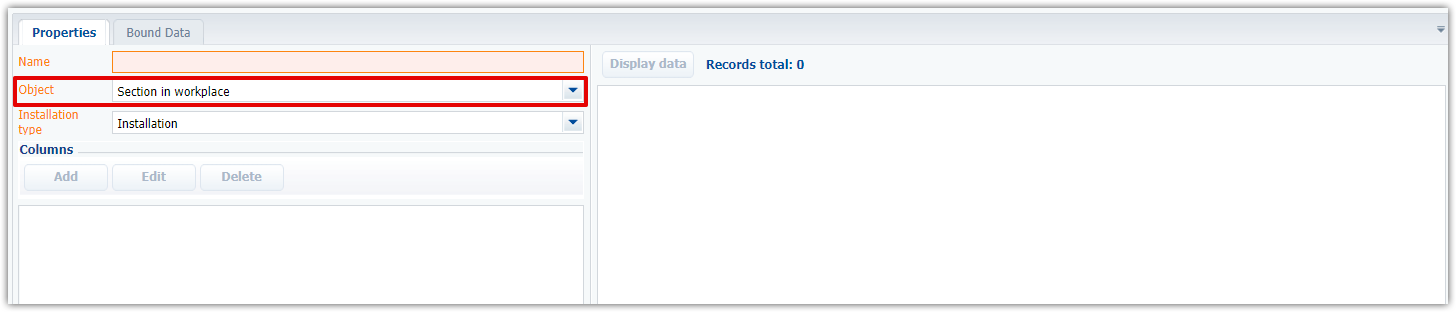 Properties
Bound Data
Name
Display data
Records total: 0
Object
Section in workplace
Installation
type
Installation
Columns
Add
Edit
Delete